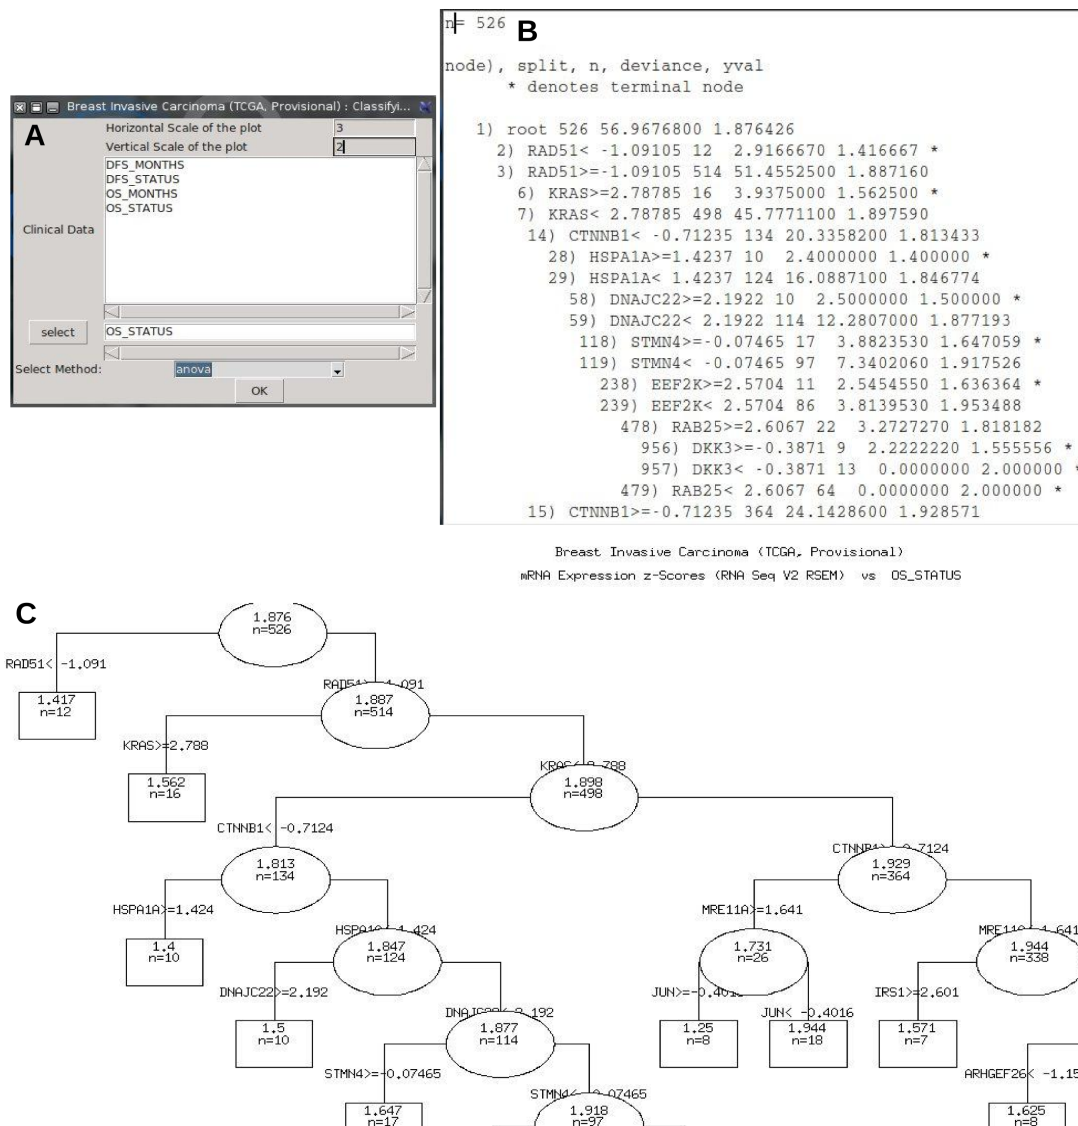 Breast Invasive Carcinoma (TCGA, Provisional) : Classifyi...
A
Horizontal Scale of the plot 3
Vertical Scale of the plot 2
DFS_MONTHS
DFS_STATUS
OS_MONTHS
OS_STATUS
Clinical Data
select OS_STATUS
Select Method: anova
OK
B
n= 526
node), split, n, deviance, yval
* denotes terminal node
1) root 526 56.9676800 1.876426
2) RAD51< -1.09105 12 2.9166670 1.416667 *
3) RAD51>=-1.09105 514 51.4552500 1.887160
6) KRAS>=2.78785 16 3.9375000 1.562500 *
7) KRAS< 2.78785 498 45.7771100 1.897590
14) CTNNB1< -0.71235 134 20.3358200 1.813433
28) HSPA1A>=1.4237 10 2.4000000 1.400000 *
29) HSPA1A< 1.4237 124 16.0887100 1.846774
58) DNAJC22>=2.1922 10 2.5000000 1.500000 *
59) DNAJC22< 2.1922 114 12.2807000 1.877193
118) STMN4>=-0.07465 17 3.8823530 1.647059 *
119) STMN4< -0.07465 97 7.3402060 1.917526
238) EEF2K>=2.5704 11 2.5454550 1.636364 *
239) EEF2K< 2.5704 86 3.8139530 1.953488
478) RAB25>=2.6067 22 3.2727270 1.818182
956) DKK3>=-0.3871 9 2.2222220 1.555556 *
957) DKK3< -0.3871 13 0.0000000 2.000000 *
479) RAB25< 2.6067 64 0.0000000 2.000000 *
15) CTNNB1>=-0.71235 364 24.1428600 1.928571
Breast Invasive Carcinoma (TCGA, Provisional)
mRNA Expression z-Scores (RNA Seq V2 RSEM) vs OS_STATUS
C
1.876
n=526
RAD51< -1.091
1.417
n=12
1.887
n=514
KRAS>=2.788
1.562
n=16
1.898
n=498
CTNNB1< -0.7124
1.813
n=134
1.929
n=364
HSPA1A>=1.424
MRE11A>=1.641
1.4
n=10
1.847
n=124
1.731
n=26
1.944
n=338
DNAJC22>=2.192
JUN< -0.4016
IRS1>=2.601
1.5
n=10
1.877
n=114
1.25
n=8
1.944
n=18
1.571
n=7
STMN4>=-0.07465
ARHGEF26< -1.15
1.647
n=17
1.918
n=97
1.625
n=8